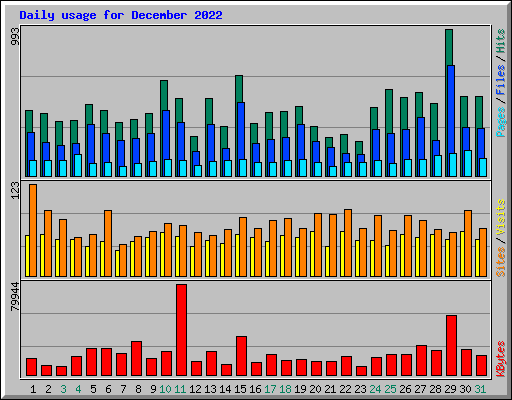 Daily usage for December 2022
993
Pages / Files / Hits
123
Sites / Visits
79944
KBytes
1 2 3 4 5 6 7 8 9 10 11 12 13 14 15 16 17 18 19 20 21 22 23 24 25 26 27 28 29 30 31